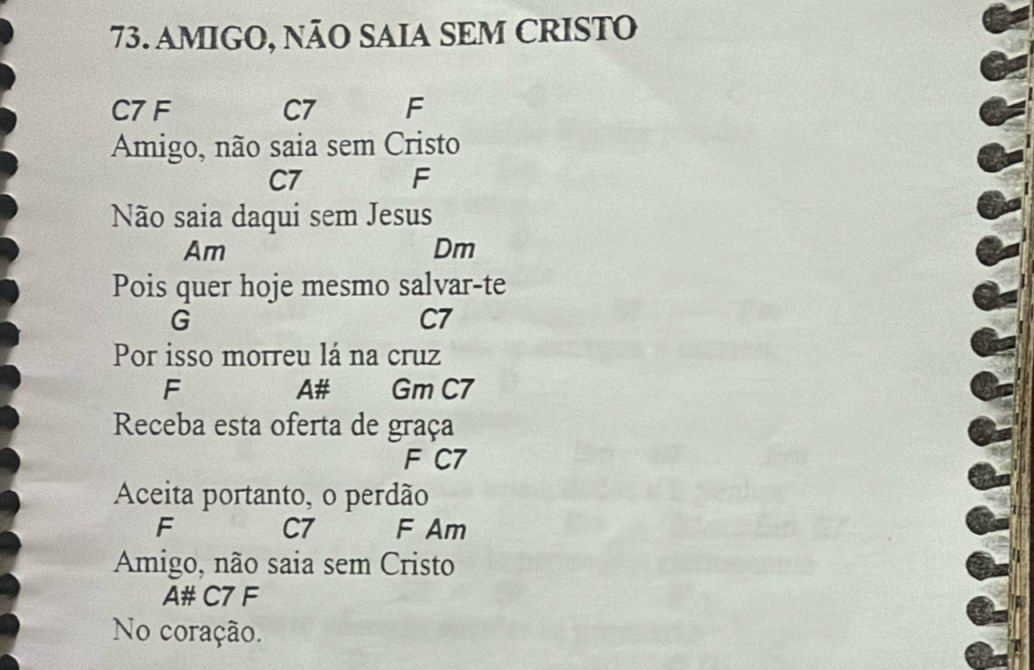 73. AMIGO, NÃO SAIA SEM CRISTO
C7 F C7 F
Amigo, não saia sem Cristo
C7 F
Não saia daqui sem Jesus
Am Dm
Pois quer hoje mesmo salvar-te
G C7
Por isso morreu lá na cruz
F A# Gm C7
Receba esta oferta de graça
F C7
Aceita portanto, o perdão
F C7 F Am
Amigo, não saia sem Cristo
A# C7 F
No coração.